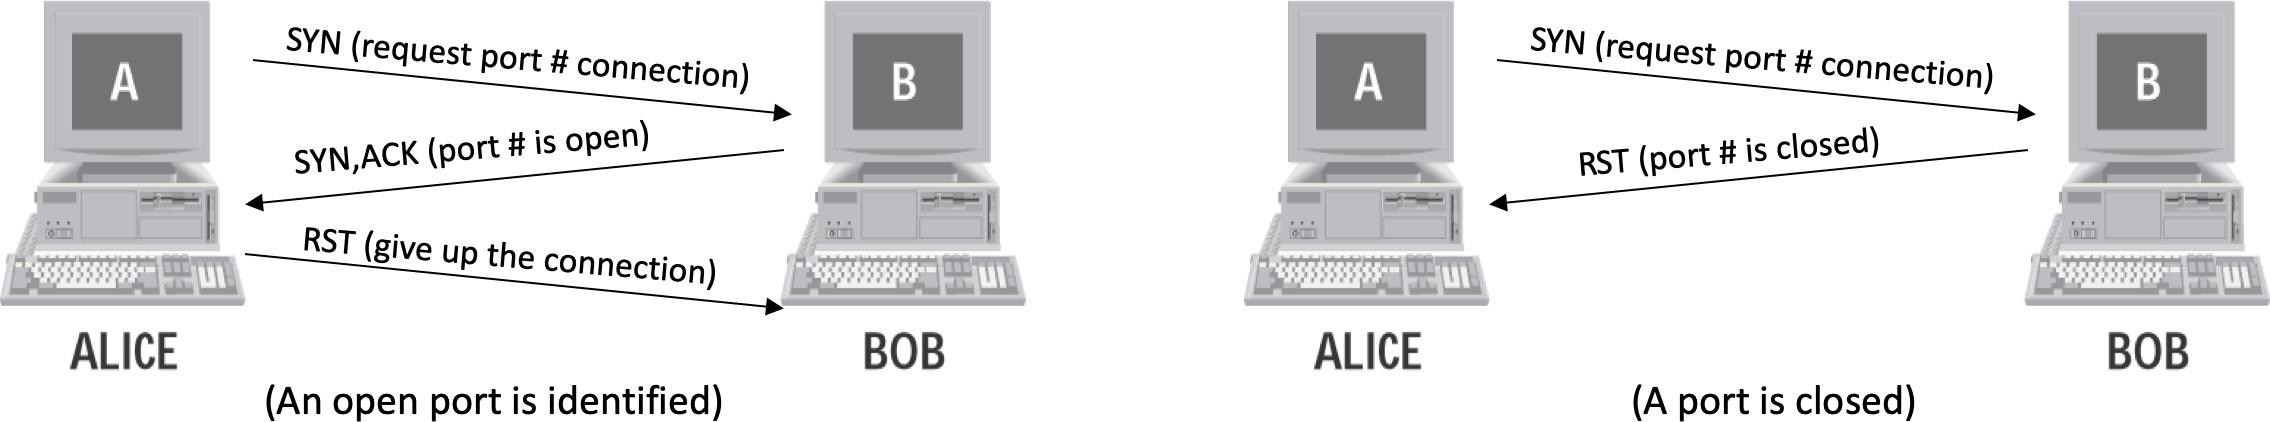 A
SYN (request port # connection)
B
SYN,ACK (port # is open)
RST (give up the connection)
ALICE
BOB
(An open port is identified)
A
SYN (request port # connection)
B
RST (port # is closed)
ALICE
BOB
(A port is closed)